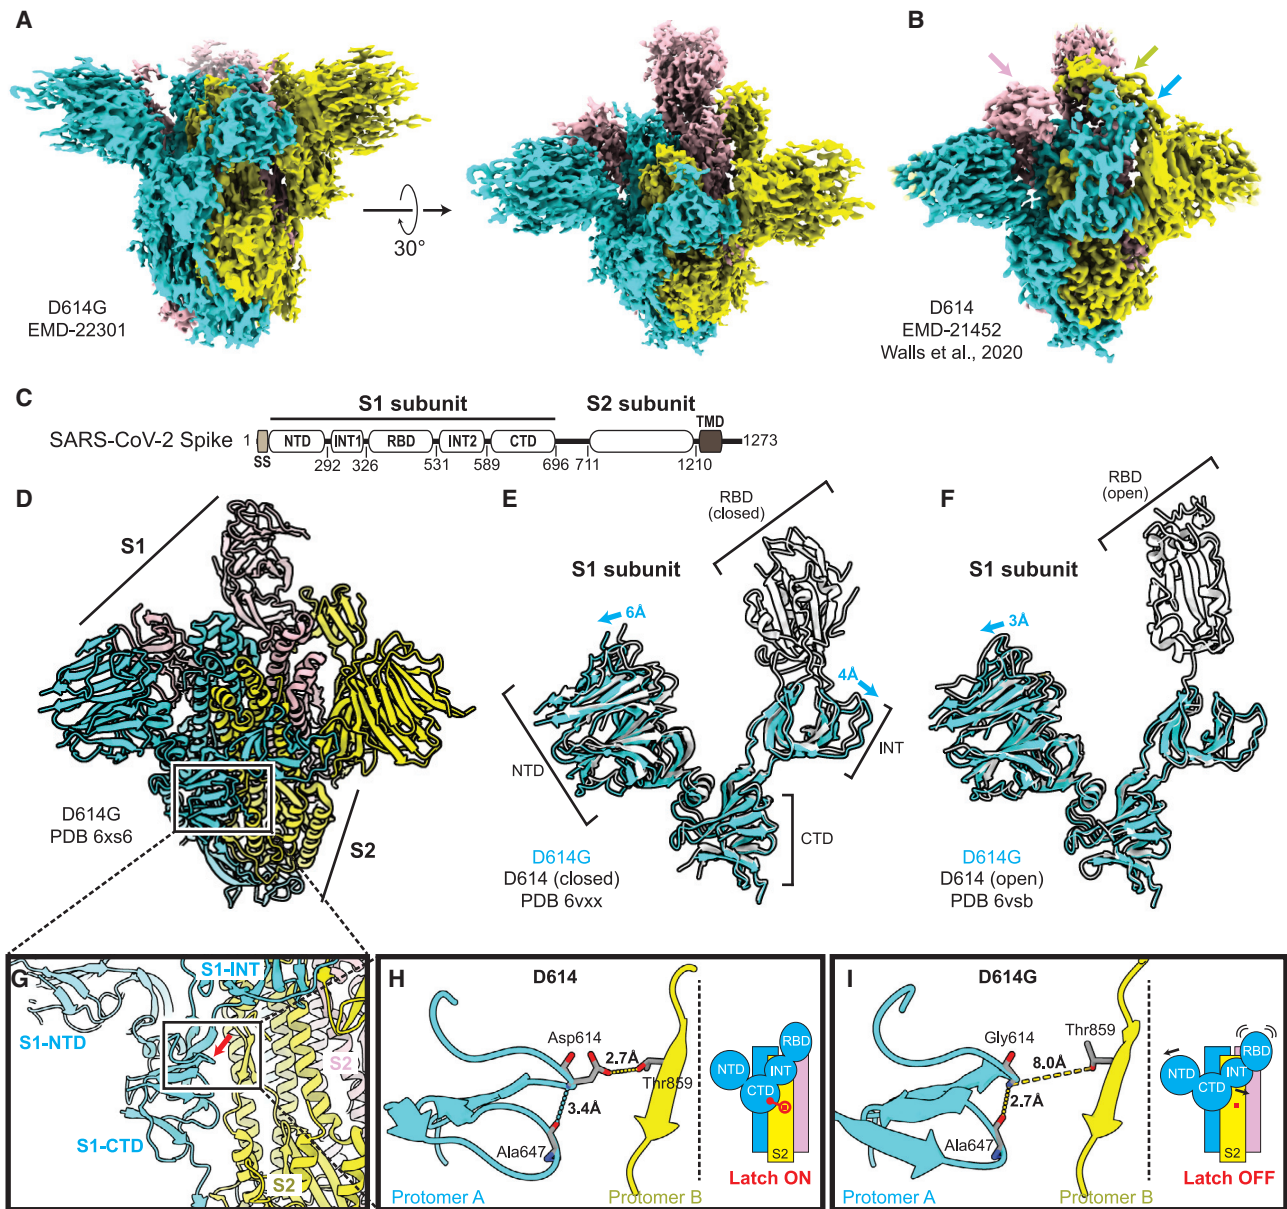 A
B
D614G
EMD-22301
30°
D614
EMD-21452
Walls et al., 2020
C
S1 subunit
S2 subunit
TMD
SARS-CoV-2 Spike
1
NTD
INT1
RBD
INT2
CTD
1273
SS
292
326
531
589
696
711
1210
D
S1
D614G
PDB 6xs6
S2
E
RBD
(closed)
S1 subunit
6Å
4Å
NTD
INT
CTD
D614G
D614 (closed)
PDB 6vxx
F
RBD
(open)
S1 subunit
3Å
D614G
D614 (open)
PDB 6vsb
G
S1-INT
S1-NTD
S2
S1-CTD
S2
H
D614
Asp614
2.7Å
Thr859
3.4Å
Ala647
Protomer A
Protomer B
RBD
NTD
INT
CTD
S2
Latch ON
I
D614G
Gly614
Thr859
8.0Å
2.7Å
Ala647
Protomer A
Protomer B
RBD
NTD
INT
CTD
S2
Latch OFF